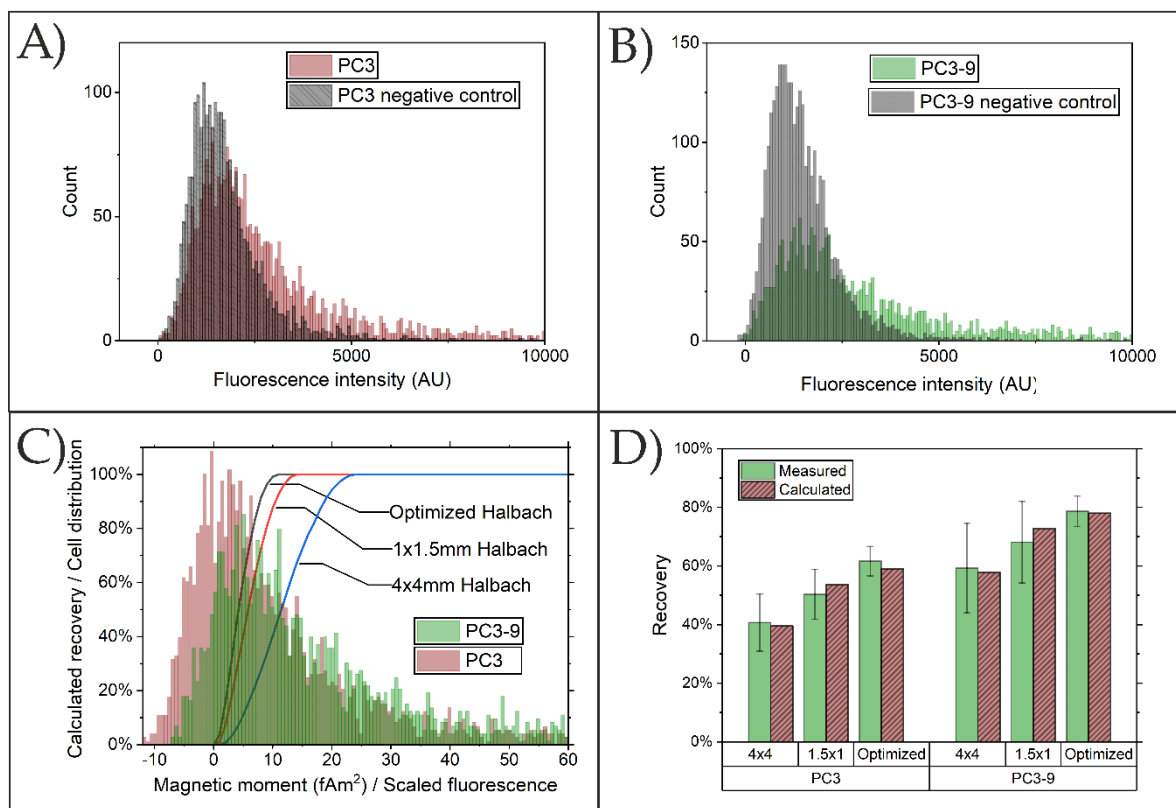 A)
PC3
PC3 negative control
100
50
0
Count
0
5000
10000
Fluorescence intensity (AU)
B)
PC3-9
PC3-9 negative control
150
100
50
0
Count
0
5000
10000
Fluorescence intensity (AU)
C)
100%
80%
60%
40%
20%
0%
Calculated recovery / Cell distribution
Optimized Halbach
1x1.5mm Halbach
4x4mm Halbach
PC3-9
PC3
-10
0
10
20
30
40
50
60
Magnetic moment (fAm²) / Scaled fluorescence
D)
Measured
Calculated
100%
80%
60%
40%
20%
0%
Recovery
4x4
1.5x1
Optimized
4x4
1.5x1
Optimized
PC3
PC3-9